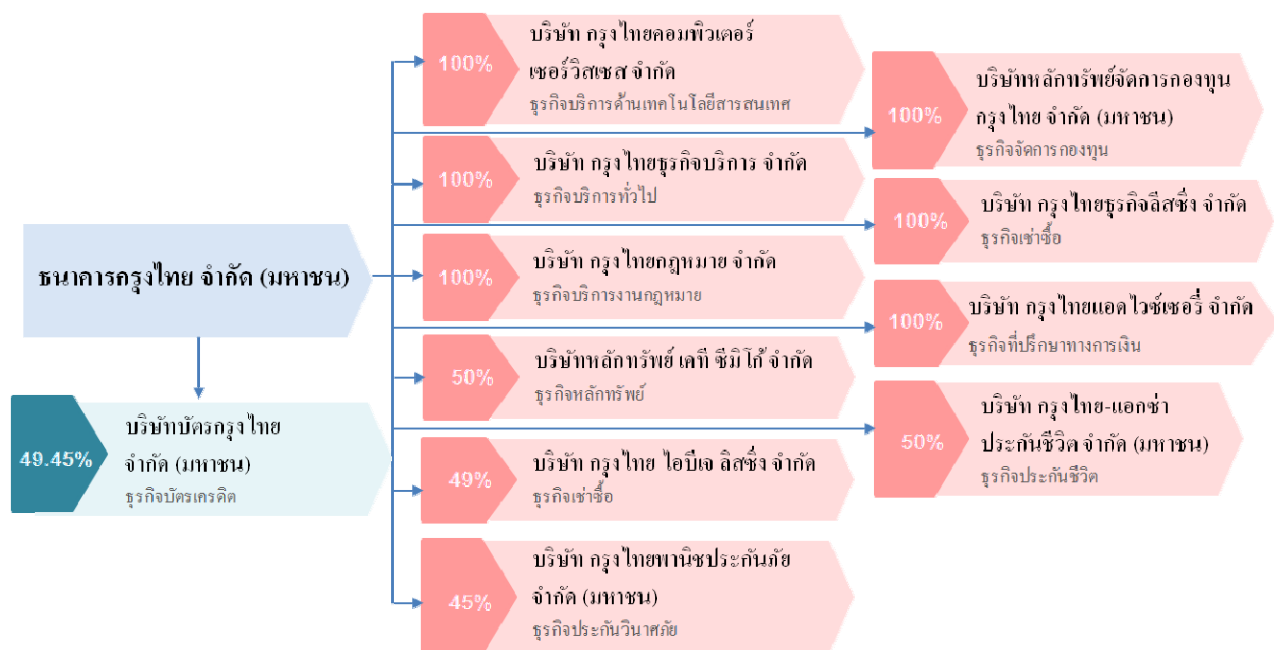 ธนาคารกรุงไทย จำกัด (มหาชน)
49.45%
บริษัทบัตรกรุงไทย
จำกัด (มหาชน)
ธุรกิจบัตรเครดิต
100%
บริษัท กรุงไทยคอมพิวเตอร์
เซอร์วิสเซส จำกัด
ธุรกิจบริการด้านเทคโนโลยีสารสนเทศ
100%
บริษัท กรุงไทยธุรกิจบริการ จำกัด
ธุรกิจบริการทั่วไป
100%
บริษัท กรุงไทยกฎหมาย จำกัด
ธุรกิจบริการงานกฎหมาย
50%
บริษัทหลักทรัพย์ เคที ซีมิโก้ จำกัด
ธุรกิจหลักทรัพย์
49%
บริษัท กรุงไทย ไอบีเจ ลิสซิ่ง จำกัด
ธุรกิจเช่าซื้อ
45%
บริษัท กรุงไทยพานิชประกันภัย
จำกัด (มหาชน)
ธุรกิจประกันวินาศภัย
100%
บริษัทหลักทรัพย์จัดการกองทุน
กรุงไทย จำกัด (มหาชน)
ธุรกิจจัดการกองทุน
100%
บริษัท กรุงไทยธุรกิจลีสซิ่ง จำกัด
ธุรกิจเช่าซื้อ
100%
บริษัท กรุงไทยแอดไวซ์เซอรี่ จำกัด
ธุรกิจที่ปรึกษาทางการเงิน
50%
บริษัท กรุงไทย-แอกซ่า
ประกันชีวิต จำกัด (มหาชน)
ธุรกิจประกันชีวิต